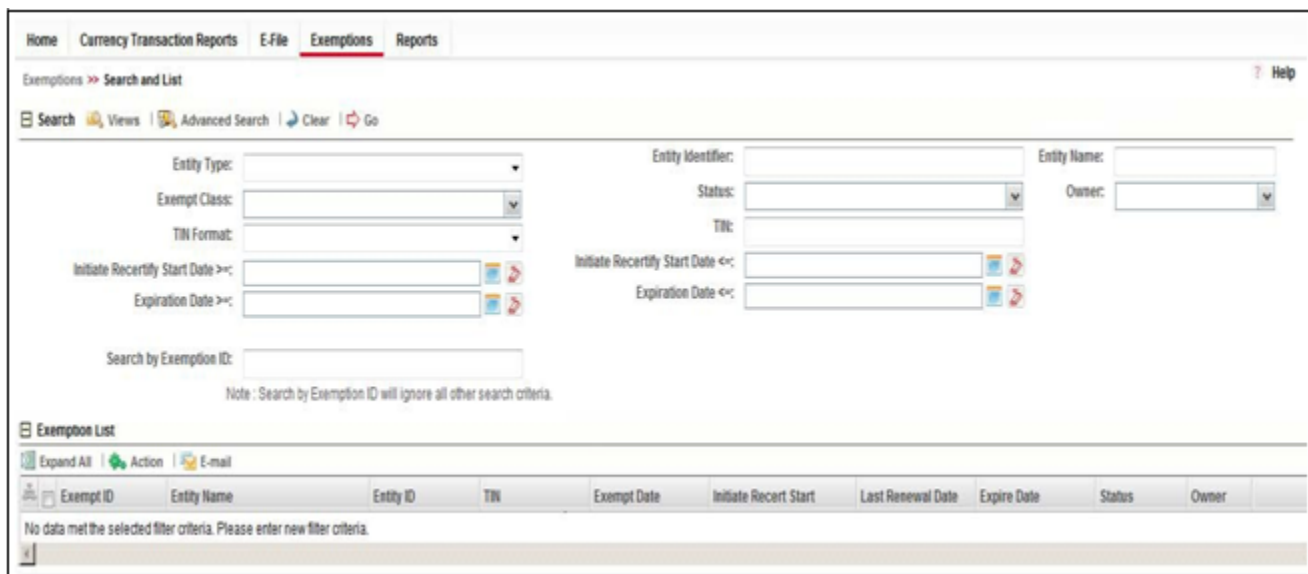 Home Currency Transaction Reports E-File Exemptions Reports
Exemptions >> Search and List ? Help
Search Views | Advanced Search | Clear | Go
Entity Type: Entity Identifier: Entity Name:
Exempt Class: Status: Owner:
TIN Format: TIN:
Initiate Recertify Start Date >=: Initiate Recertify Start Date <=:
Expiration Date >=: Expiration Date <=:
Search by Exemption ID:
Note : Search by Exemption ID will ignore all other search criteria.
Exemption List
Expand All | Action | E-mail
Exempt ID Entity Name Entity ID TIN Exempt Date Initiate Recert Start Last Renewal Date Expire Date Status Owner
No data met the selected filter criteria. Please enter new filter criteria.